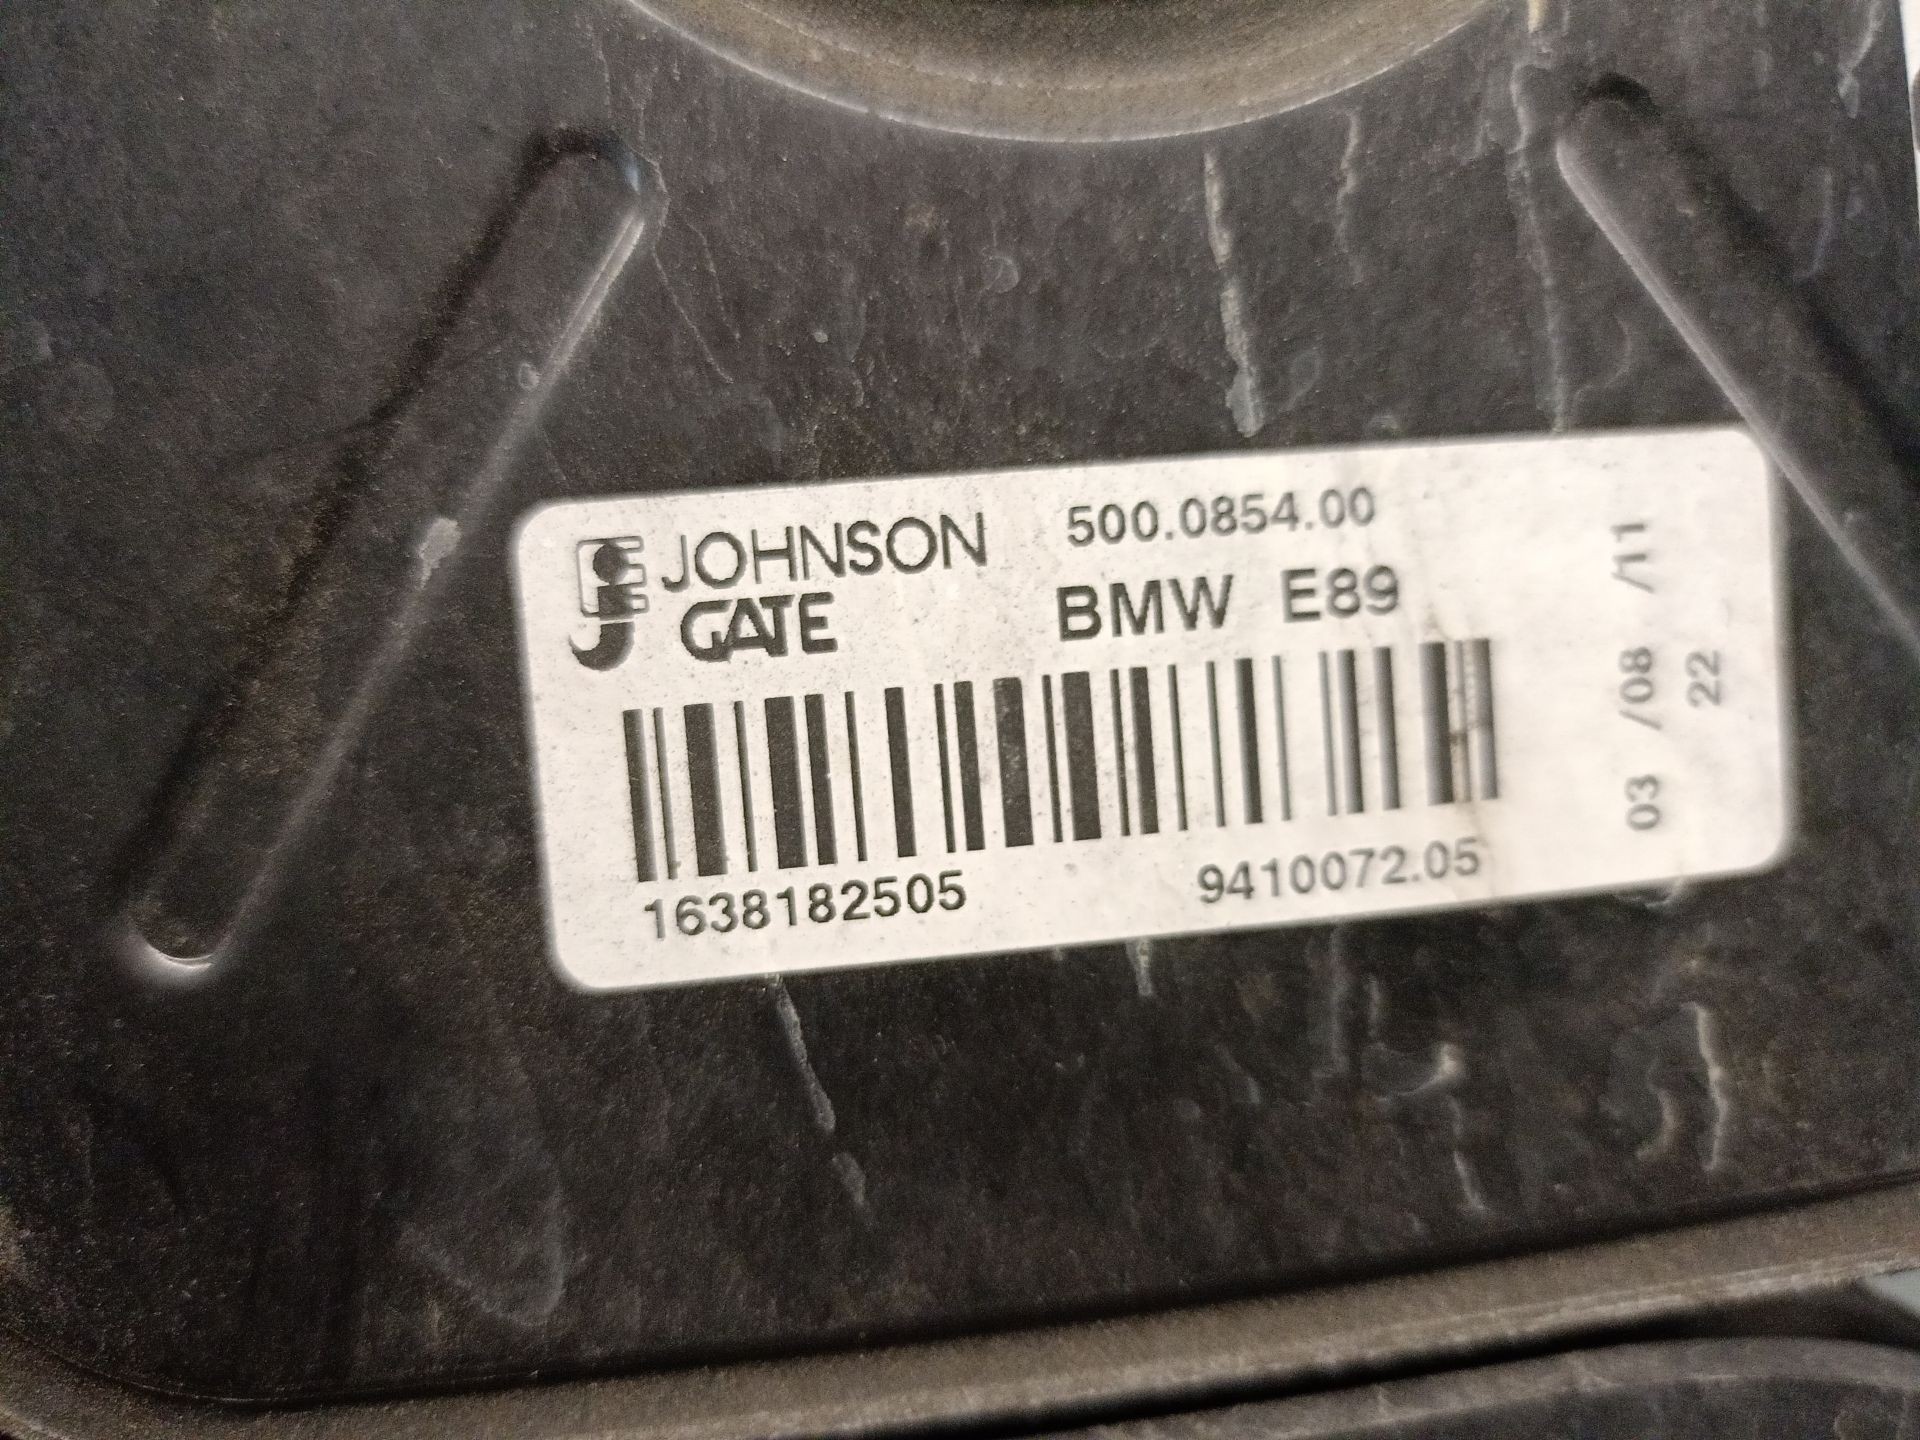 JOHNSON
GATE
500.0854.00
BMW E89
1638182505
9410072.05
03 /08 /11
22